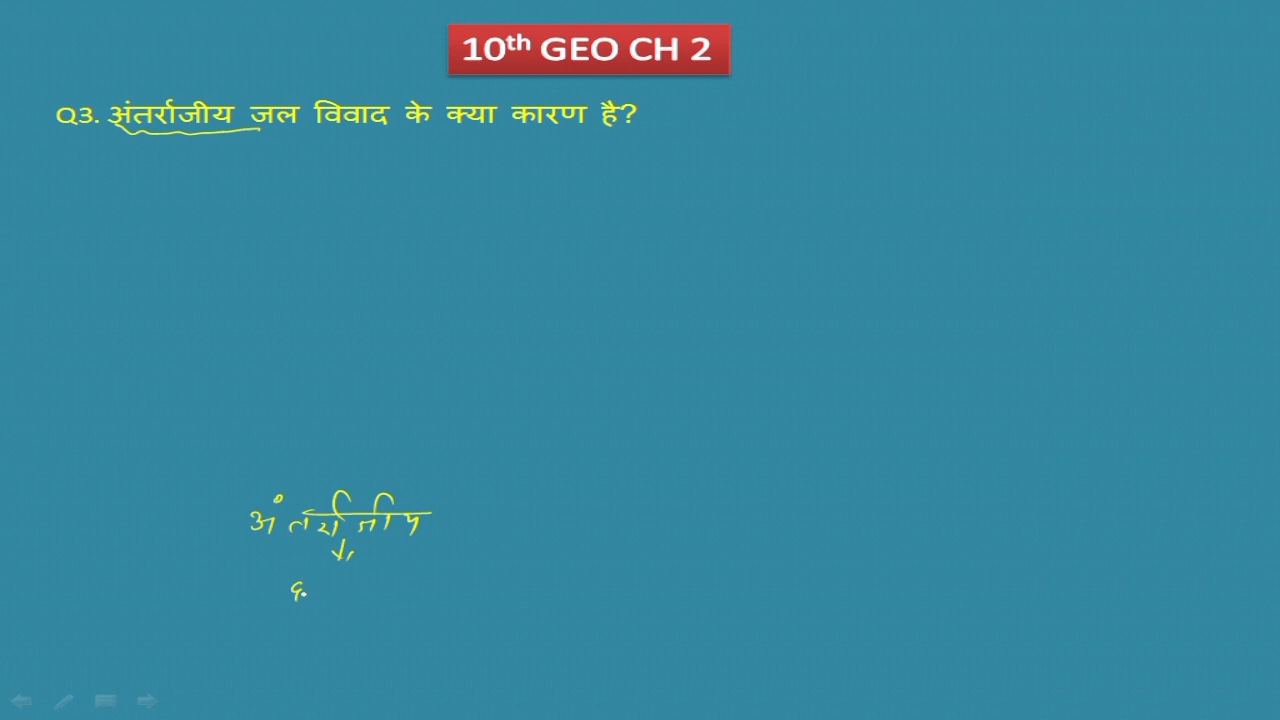 10th GEO CH 2
Q3. अंतर्राजीय जल विवाद के क्या कारण है?
अंतर्राजीय